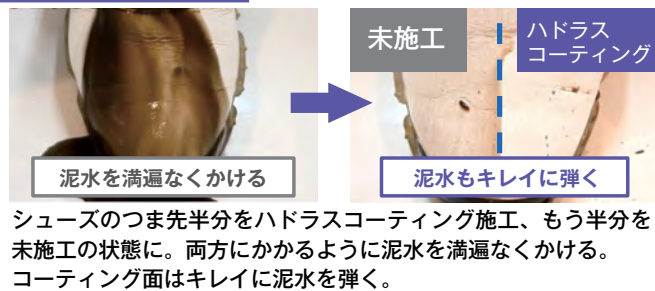 未施工
ハドラス
コーティング
泥水を満遍なくかける
泥水もキレイに弾く
シューズのつま先半分をハドラスコーティング施工、もう半分を
未施工の状態に。両方にかかるように泥水を満遍なくかける。
コーティング面はキレイに泥水を弾く。